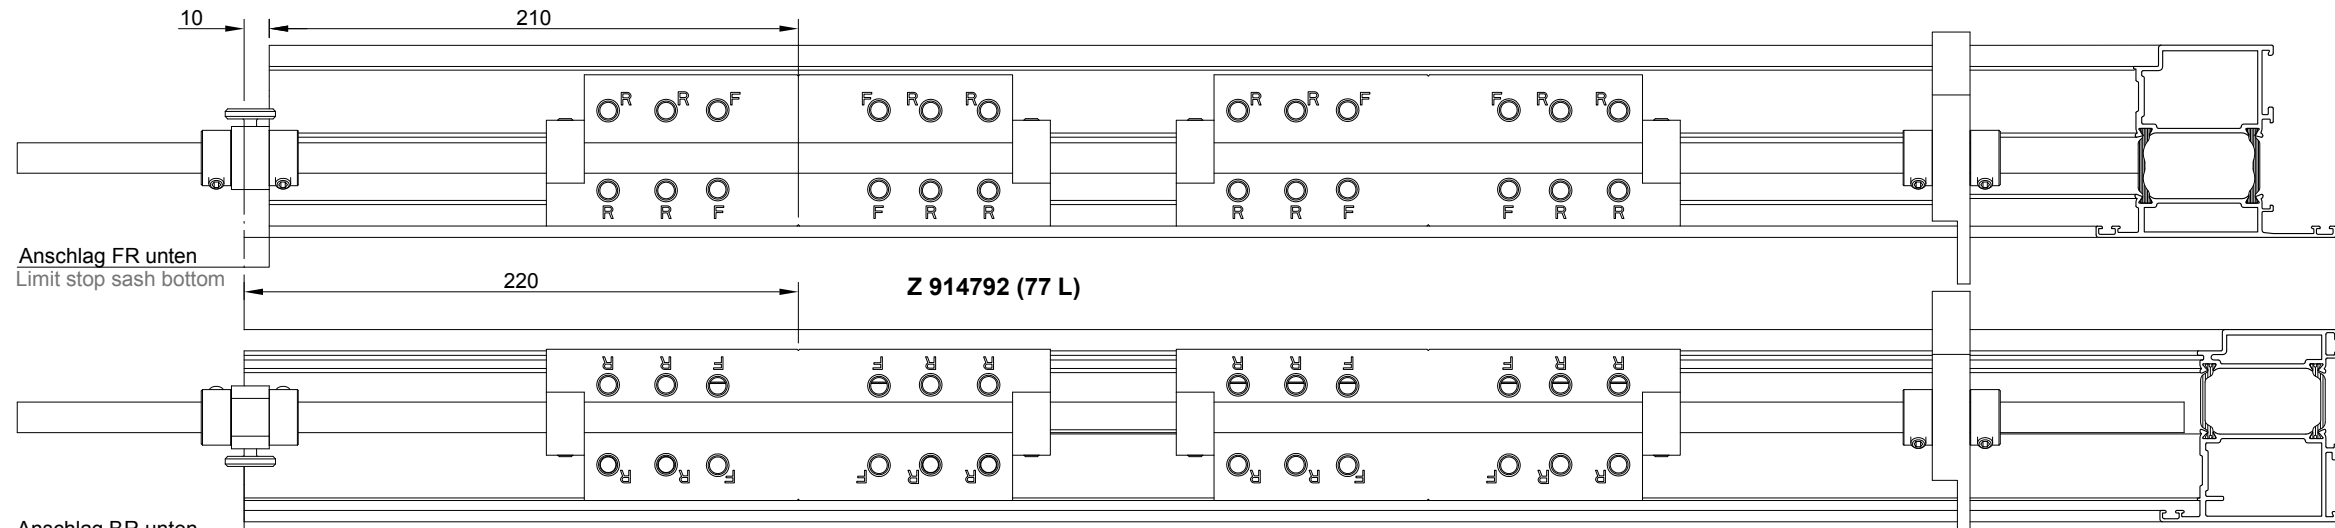 10
210
R R F F R R R R F F R R
R R F F R R R R F F R R
Anschlag FR unten
Limit stop sash bottom
220
Z 914792 (77 L)
R R F F R R R R F F R R
R R F F R R R R F F R R
Anschlag BR unten